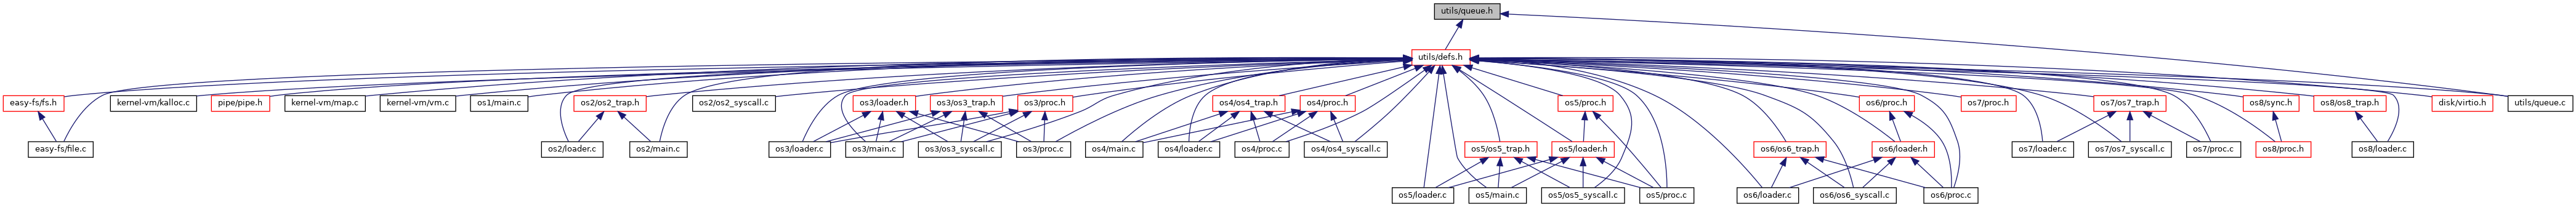 utils/queue.h
utils/defs.h
easy-fs/fs.h
kernel-vm/kalloc.c
pipe/pipe.h
kernel-vm/map.c
kernel-vm/vm.c
os1/main.c
os2/os2_trap.h
os2/os2_syscall.c
os3/loader.h
os3/os3_trap.h
os3/proc.h
os4/os4_trap.h
os4/proc.h
os5/proc.h
os6/proc.h
os7/proc.h
os7/os7_trap.h
os8/sync.h
os8/os8_trap.h
disk/virtio.h
utils/queue.c
easy-fs/file.c
os2/loader.c
os2/main.c
os3/loader.c
os3/main.c
os3/os3_syscall.c
os3/proc.c
os4/main.c
os4/loader.c
os4/proc.c
os4/os4_syscall.c
os5/os5_trap.h
os5/loader.h
os6/os6_trap.h
os6/loader.h
os7/loader.c
os7/os7_syscall.c
os7/proc.c
os8/proc.h
os8/loader.c
os5/loader.c
os5/main.c
os5/os5_syscall.c
os5/proc.c
os6/loader.c
os6/os6_syscall.c
os6/proc.c